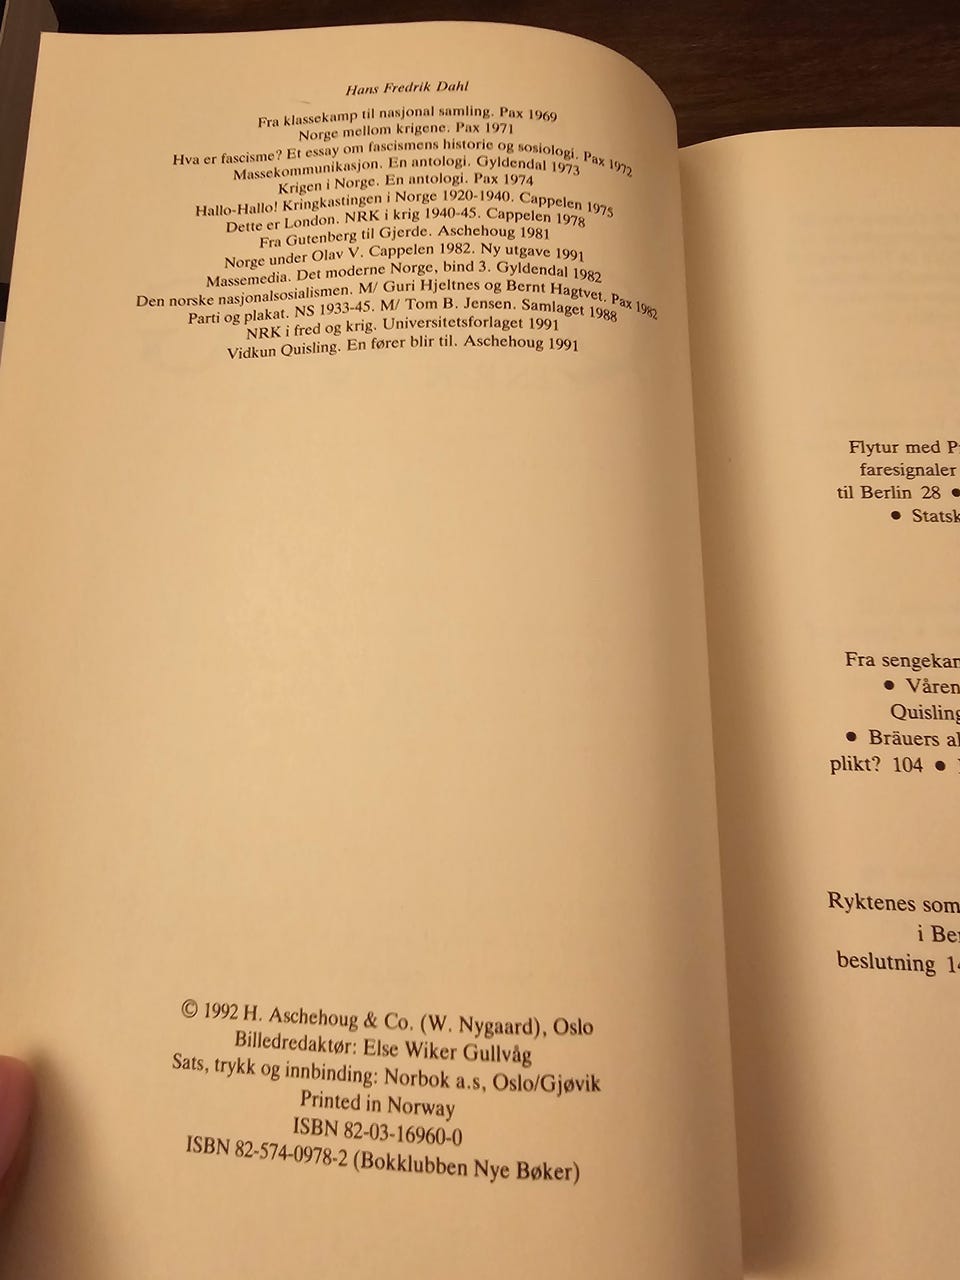 Hans Fredrik Dahl
Fra klassekamp til nasjonal samling. Pax 1969
Norge mellom krigene. Pax 1971
Hva er fascisme? Et essay om fascismens historie og sosiologi. Pax 1972
Massekommunikasjon. En antologi. Gyldendal 1973
Krigen i Norge. En antologi. Pax 1974
Hallo-Hallo! Kringkastingen i Norge 1920-1940. Cappelen 1975
Dette er London. NRK i krig 1940-45. Cappelen 1978
Fra Gutenberg til Gjerde. Aschehoug 1981
Norge under Olav V. Cappelen 1982. Ny utgave 1991
Massemedia. Det moderne Norge, bind 3. Gyldendal 1982
Den norske nasjonalsosialismen. M/ Guri Hjeltnes og Bernt Hagtvet. Pax 1982
Parti og plakat. NS 1933-45. M/ Tom B. Jensen. Samlaget 1988
NRK i fred og krig. Universitetsforlaget 1991
Vidkun Quisling. En fører blir til. Aschehoug 1991
© 1992 H. Aschehoug & Co. (W. Nygaard), Oslo
Billedredaktør: Else Wiker Gullvåg
Sats, trykk og innbinding: Norbok a.s, Oslo/Gjøvik
Printed in Norway
ISBN 82-03-16960-0
ISBN 82-574-0978-2 (Bokklubben Nye Bøker)
Flytur med
faresignaler
til Berlin 28 ●
● Statsk
Fra sengekan
● Våren
Quisling
● Bräuers al
plikt? 104 ●
Ryktenes som
i Ber
beslutning 14